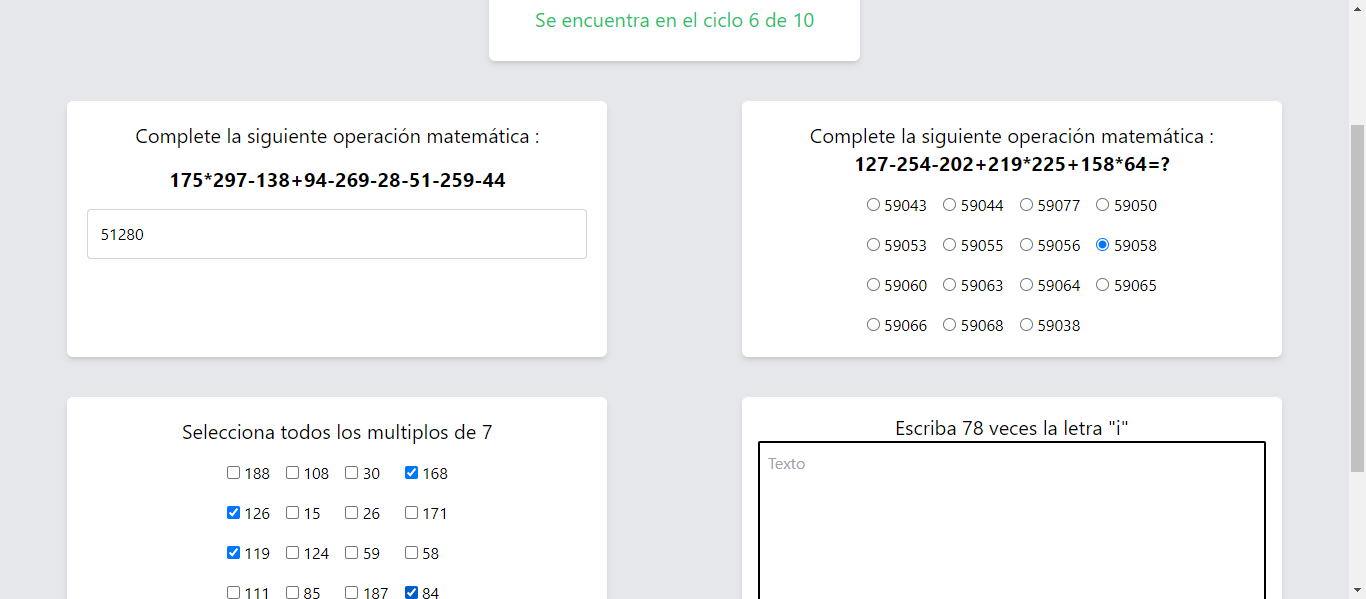 Se encuentra en el ciclo 6 de 10
Complete la siguiente operación matemática :
175*297-138+94-269-28-51-259-44
51280
Complete la siguiente operación matemática :
127-254-202+219*225+158*64=?
59043 59044 59077 59050
59053 59055 59056 59058
59060 59063 59064 59065
59066 59068 59038
Selecciona todos los multiplos de 7
188 108 30 168
126 15 26 171
119 124 59 58
111 85 187 84
Escriba 78 veces la letra "i"
Texto